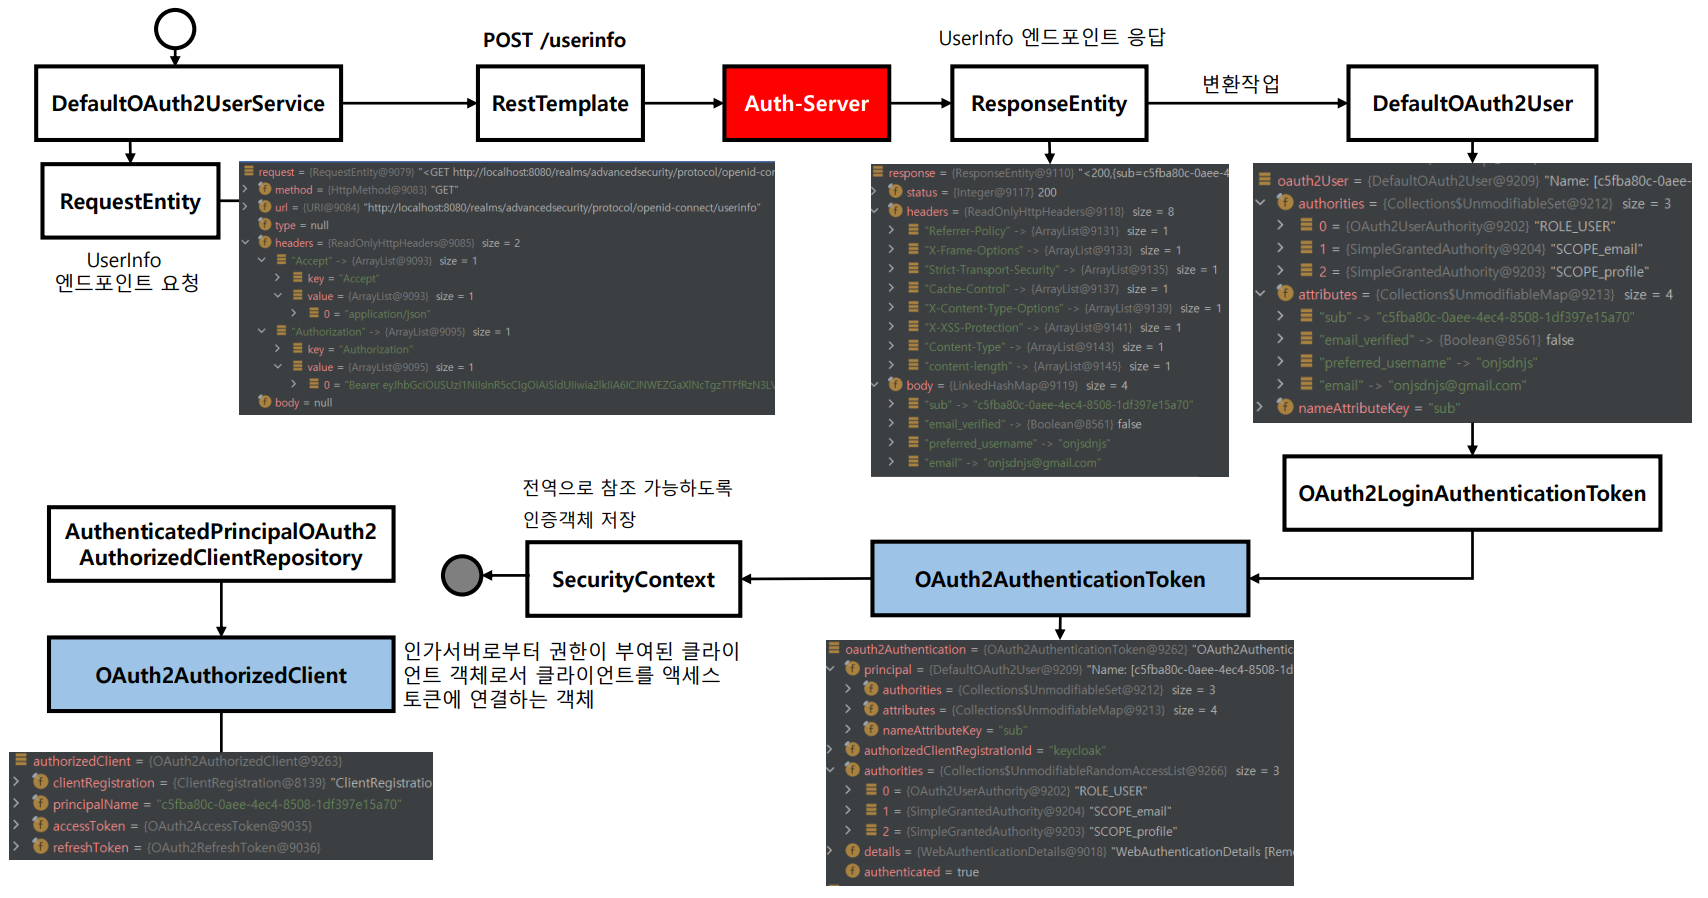 POST /userinfo
UserInfo 엔드포인트 응답
변환작업
DefaultOAuth2UserService
RestTemplate
Auth-Server
ResponseEntity
DefaultOAuth2User
RequestEntity
UserInfo
엔드포인트 요청
request = {RequestEntity@9079} "<GET http://localhost:8080/realms/advancedsecurity/protocol/openid-cor
method = {HttpMethod@9083} "GET"
url = {URI@9084} "http://localhost:8080/realms/advancedsecurity/protocol/openid-connect/userinfo"
type = null
headers = {ReadOnlyHttpHeaders@9085} size = 2
"Accept" -> {ArrayList@9093} size = 1
key = "Accept"
value = {ArrayList@9093} size = 1
0 = "application/json"
"Authorization" -> {ArrayList@9095} size = 1
key = "Authorization"
value = {ArrayList@9095} size = 1
0 = "Bearer
body = null
response = {ResponseEntity@9110} "<200,{sub=c5fba80c-0aee-4
status = {Integer@9117} 200
headers = {ReadOnlyHttpHeaders@9118} size = 8
"Referrer-Policy" -> {ArrayList@9131} size = 1
"X-Frame-Options" -> {ArrayList@9133} size = 1
"Strict-Transport-Security" -> {ArrayList@9135} size = 1
"Cache-Control" -> {ArrayList@9137} size = 1
"X-Content-Type-Options" -> {ArrayList@9139} size = 1
"X-XSS-Protection" -> {ArrayList@9141} size = 1
"Content-Type" -> {ArrayList@9143} size = 1
"content-length" -> {ArrayList@9145} size = 1
body = {LinkedHashMap@9119} size = 4
"sub" -> "c5fba80c-0aee-4ec4-8508-1df397e15a70"
"email_verified" -> {Boolean@8561} false
"preferred_username" -> "onjsdnjs"
"email" -> "onjsdnjs@gmail.com"
oauth2User = {DefaultOAuth2User@9209} "Name: [c5fba80c-0aee-
authorities = {Collections$UnmodifiableSet@9212} size = 3
0 = {OAuth2UserAuthority@9202} "ROLE_USER"
1 = {SimpleGrantedAuthority@9204} "SCOPE_email"
2 = {SimpleGrantedAuthority@9203} "SCOPE_profile"
attributes = {Collections$UnmodifiableMap@9213} size = 4
"sub" -> "c5fba80c-0aee-4ec4-8508-1df397e15a70"
"email_verified" -> {Boolean@8561} false
"preferred_username" -> "onjsdnjs"
"email" -> "onjsdnjs@gmail.com"
nameAttributeKey = "sub"
OAuth2LoginAuthenticationToken
전역으로 참조 가능하도록
인증객체 저장
AuthenticatedPrincipalOAuth2
AuthorizedClientRepository
SecurityContext
OAuth2AuthenticationToken
OAuth2AuthorizedClient
인가서버로부터 권한이 부여된 클라이
언트 객체로서 클라이언트를 액세스
토큰에 연결하는 객체
authorizedClient = {OAuth2AuthorizedClient@9263}
clientRegistration = {ClientRegistration@8139} "ClientRegistratio
principalName = "c5fba80c-0aee-4ec4-8508-1df397e15a70"
accessToken = {OAuth2AccessToken@9035}
refreshToken = {OAuth2RefreshToken@9036}
oauth2Authentication = {OAuth2AuthenticationToken@9262} "OAuth2Authentic
principal = {DefaultOAuth2User@9209} "Name: [c5fba80c-0aee-4ec4-8508-1d
authorities = {Collections$UnmodifiableSet@9212} size = 3
attributes = {Collections$UnmodifiableMap@9213} size = 4
nameAttributeKey = "sub"
authorizedClientRegistrationId = "keycloak"
authorities = {Collections$UnmodifiableRandomAccessList@9266} size = 3
0 = {OAuth2UserAuthority@9202} "ROLE_USER"
1 = {SimpleGrantedAuthority@9204} "SCOPE_email"
2 = {SimpleGrantedAuthority@9203} "SCOPE_profile"
details = {WebAuthenticationDetails@9018} "WebAuthenticationDetails [Rem
authenticated = true